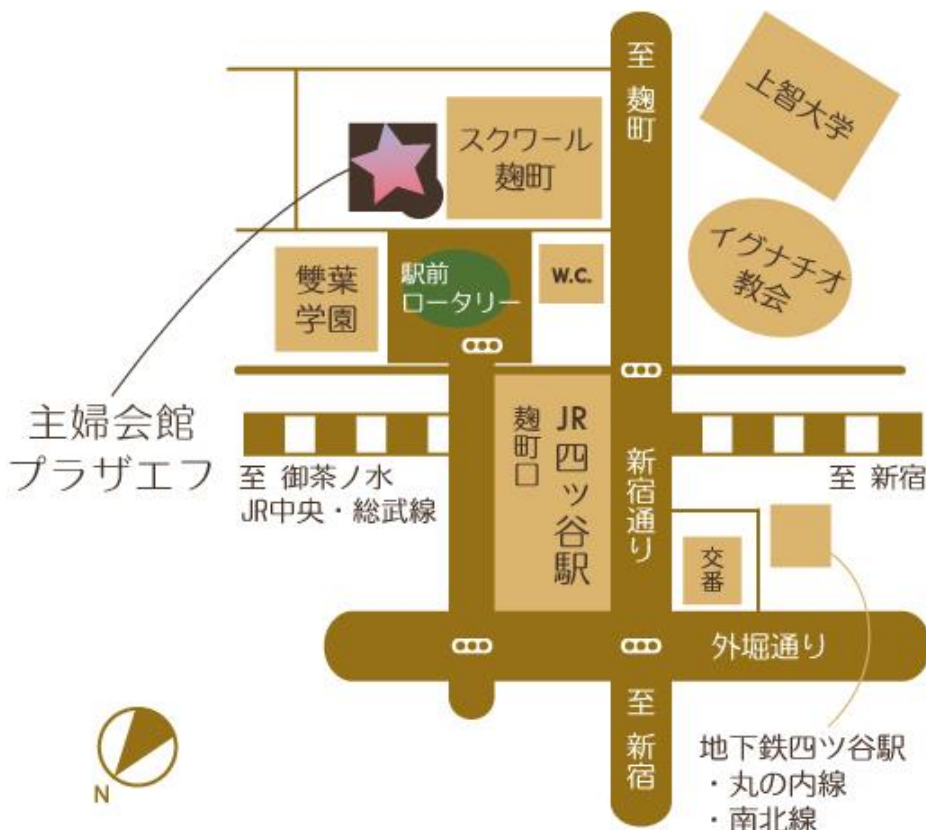 至 麹町
上智大学
スクワール
麹町
イグナチオ
教会
雙葉
学園
駅前
ロータリー
W.C.
主婦会館
プラザエフ
麹町口
JR 四ツ谷駅
新宿通り
至 御茶ノ水
JR中央・総武線
至 新宿
交番
外堀通り
至 新宿
地下鉄四ツ谷駅
・丸の内線
・南北線
N